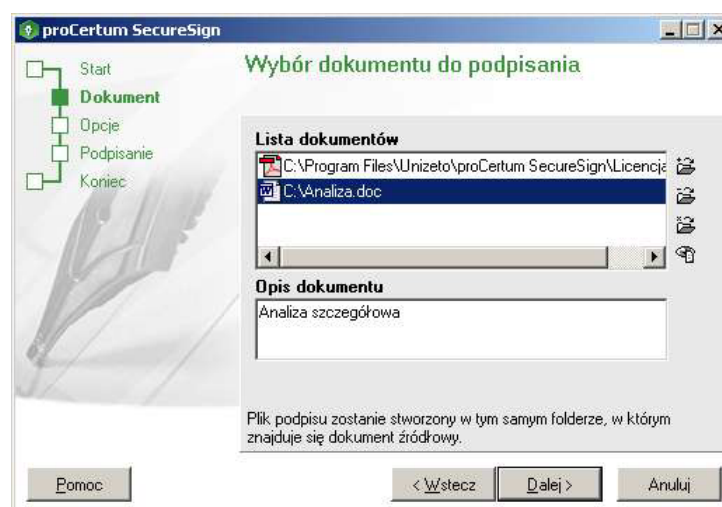 proCertum SecureSign
Start
Dokument
Opcje
Podpisanie
Koniec
Wybór dokumentu do podpisania
Lista dokumentów
C:\Program Files\Unizeto\proCertum SecureSign\Licencja
C:\Analiza.doc
Opis dokumentu
Analiza szczegółowa
Plik podpisu zostanie stworzony w tym samym folderze, w którym
znajduje się dokument źródłowy.
Pomoc
< Wstecz
Dalej >
Anuluj